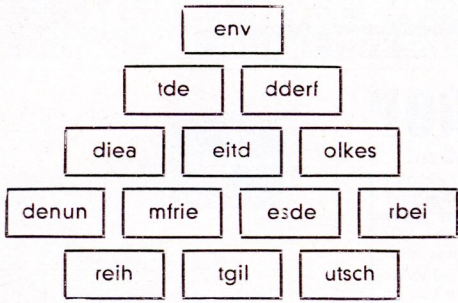 env
tde dderf
diea eitd olkes
denun mfrie esde rbei
reih tgil utsch